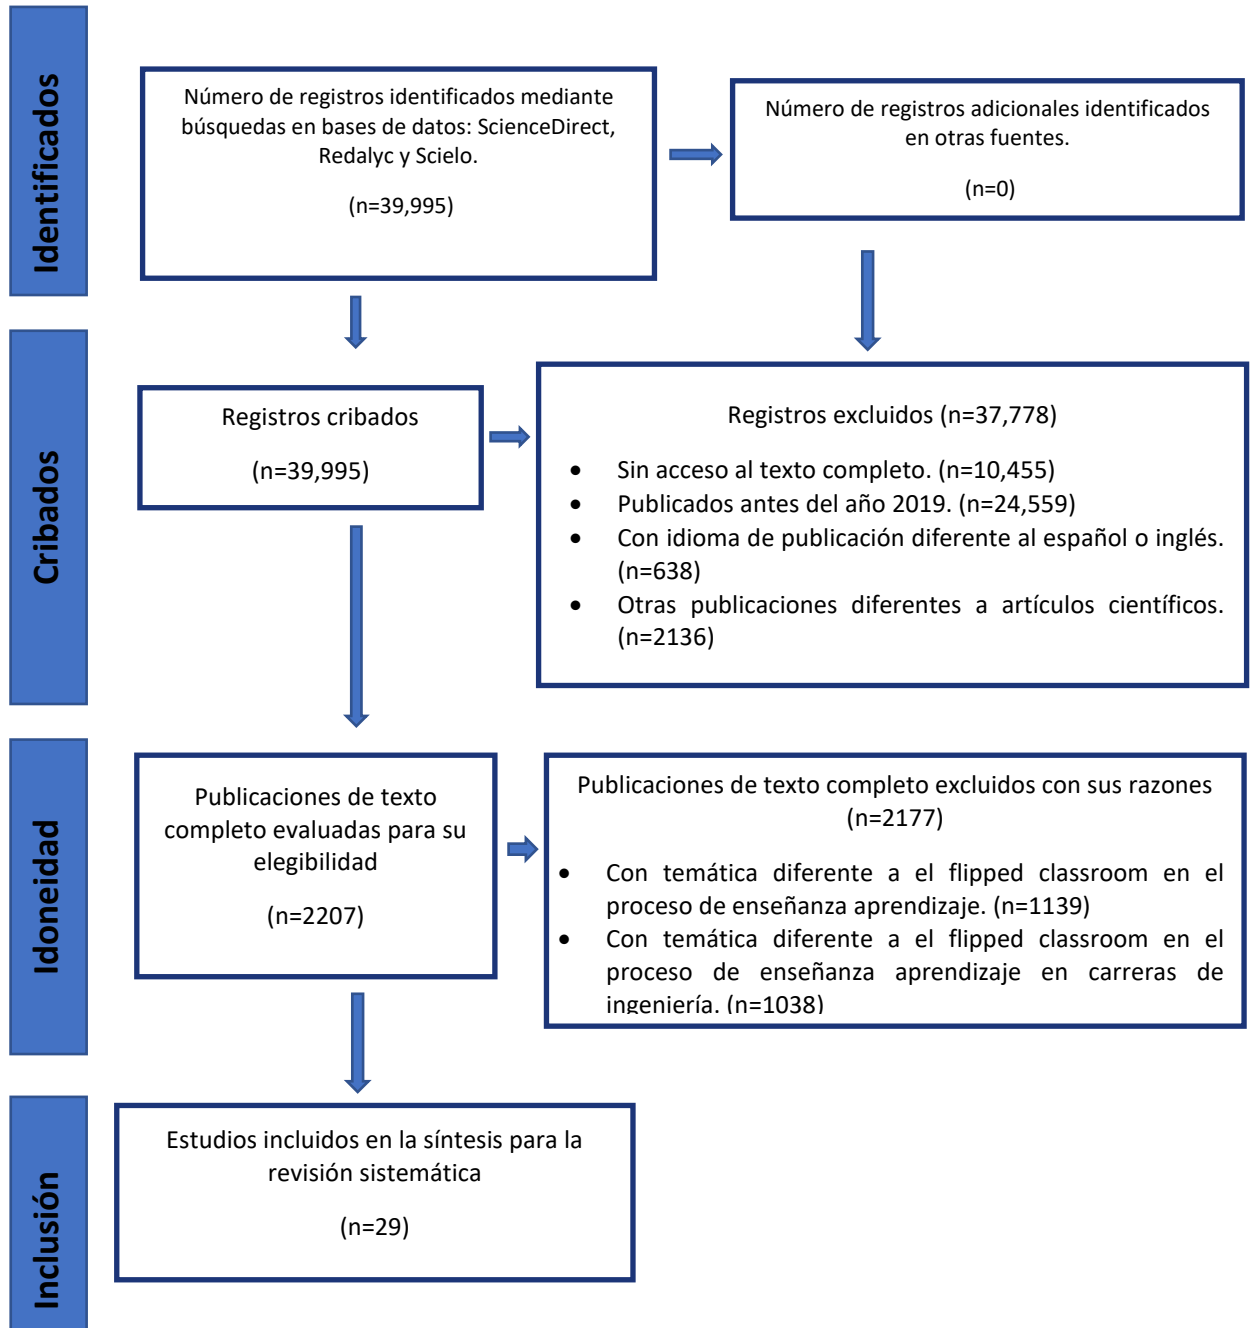 Identificados
Número de registros identificados mediante
búsquedas en bases de datos: ScienceDirect,
Redalyc y Scielo.
(n=39,995)
Número de registros adicionales identificados
en otras fuentes.
(n=0)
Cribados
Registros cribados
(n=39,995)
Registros excluidos (n=37,778)
• Sin acceso al texto completo. (n=10,455)
• Publicados antes del año 2019. (n=24,559)
• Con idioma de publicación diferente al español o inglés.
(n=638)
• Otras publicaciones diferentes a artículos científicos.
(n=2136)
Idoneidad
Publicaciones de texto
completo evaluadas para su
elegibilidad
(n=2207)
Publicaciones de texto completo excluidos con sus razones
(n=2177)
• Con temática diferente a el flipped classroom en el
proceso de enseñanza aprendizaje. (n=1139)
• Con temática diferente a el flipped classroom en el
proceso de enseñanza aprendizaje en carreras de
ingeniería. (n=1038)
Inclusión
Estudios incluidos en la síntesis para la
revisión sistemática
(n=29)